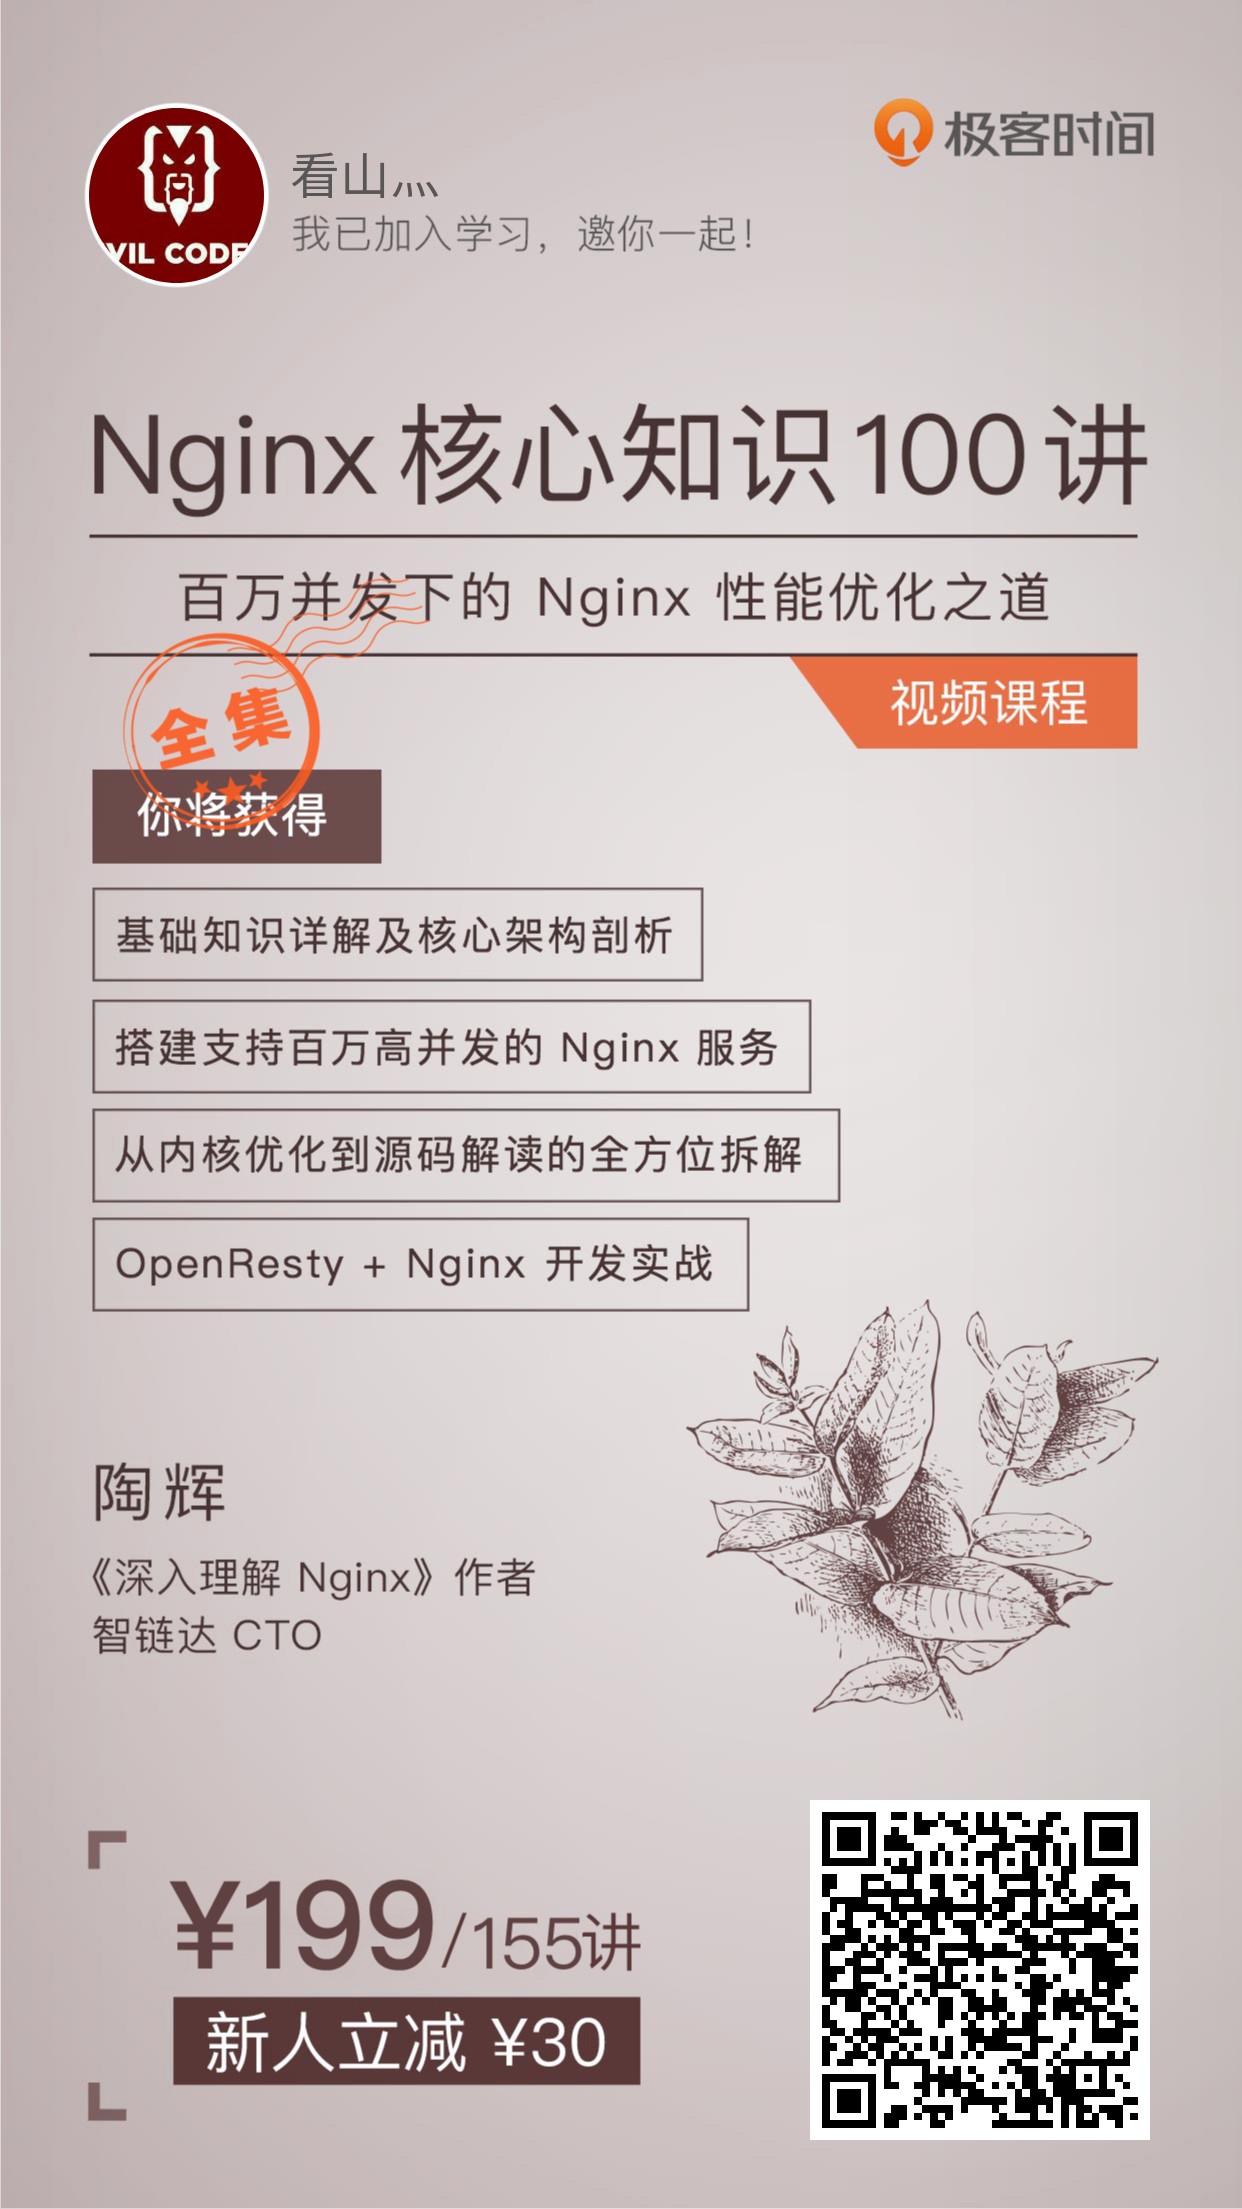 极客时间
看山灬
我已加入学习，邀你一起！
VIL CODE
Nginx 核心知识100讲
百万并发下的 Nginx 性能优化之道
视频课程
全集
你将获得
基础知识详解及核心架构剖析
搭建支持百万高并发的 Nginx 服务
从内核优化到源码解读的全方位拆解
OpenResty + Nginx 开发实战
陶辉
《深入理解 Nginx》作者
智链达 CTO
¥199/155讲
新人立减 ¥30